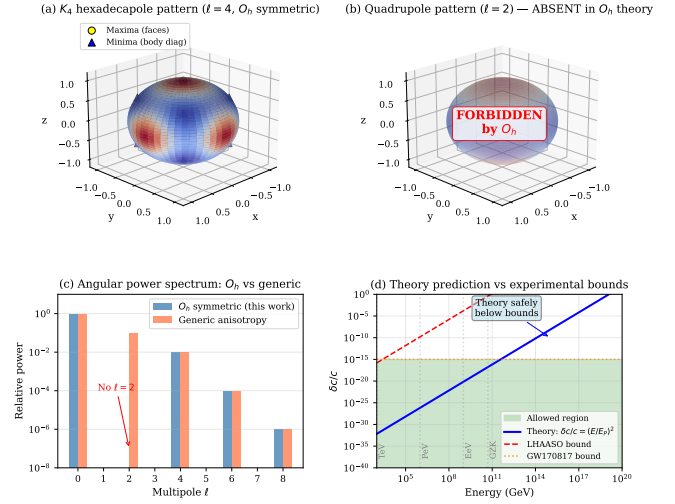 (a) K₄ hexadecapole pattern (ℓ = 4, Oₕ symmetric)
Maxima (faces)
Minima (body diag)
z
1.0
0.5
0.0
−0.5
−1.0
−1.0
−0.5
0.0
0.5
1.0
y
−1.0
−0.5
0.0
0.5
1.0
x
(b) Quadrupole pattern (ℓ = 2) — ABSENT in Oₕ theory
FORBIDDEN
by Oₕ
z
1.0
0.5
0.0
−0.5
−1.0
−1.0
−0.5
0.0
0.5
1.0
y
−1.0
−0.5
0.0
0.5
1.0
x
(c) Angular power spectrum: Oₕ vs generic
Oₕ symmetric (this work)
Generic anisotropy
No ℓ = 2
Relative power
10⁰
10⁻²
10⁻⁴
10⁻⁶
10⁻⁸
0 1 2 3 4 5 6 7 8
Multipole ℓ
(d) Theory prediction vs experimental bounds
Theory safely
below bounds
δc/c
10⁰
10⁻⁵
10⁻¹⁰
10⁻¹⁵
10⁻²⁰
10⁻²⁵
10⁻³⁰
10⁻³⁵
10⁻⁴⁰
TeV
PeV
EeV
GZK
Allowed region
Theory: δc/c = (E/E_P)²
LHAASO bound
GW170817 bound
10⁵ 10⁸ 10¹¹ 10¹⁴ 10¹⁷ 10²⁰
Energy (GeV)